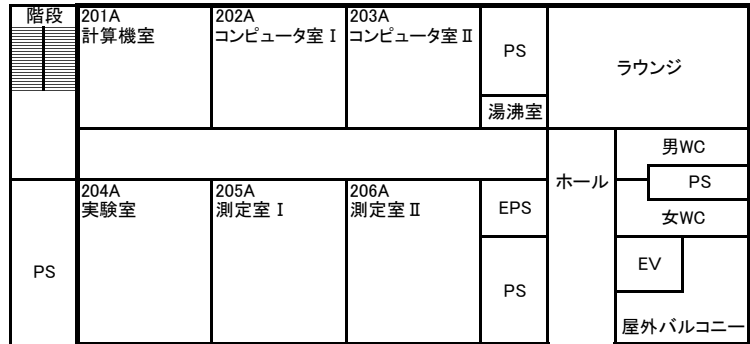 階段
201A
計算機室
202A
コンピュータ室Ⅰ
203A
コンピュータ室Ⅱ
PS
湯沸室
ラウンジ
ホール
男WC
PS
女WC
EV
屋外バルコニー
PS
204A
実験室
205A
測定室Ⅰ
206A
測定室Ⅱ
EPS
PS